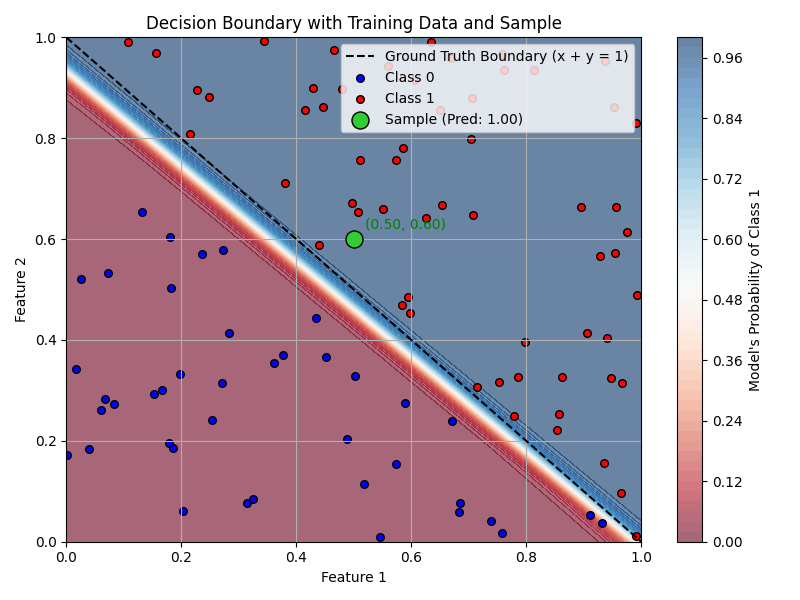 Decision Boundary with Training Data and Sample
Ground Truth Boundary (x + y = 1)
Class 0
Class 1
Sample (Pred: 1.00)
(0.50, 0.60)
Feature 2
1.0
0.8
0.6
0.4
0.2
0.0
0.0 0.2 0.4 0.6 0.8 1.0
Feature 1
0.96
0.84
0.72
0.60
0.48
0.36
0.24
0.12
0.00
Model's Probability of Class 1